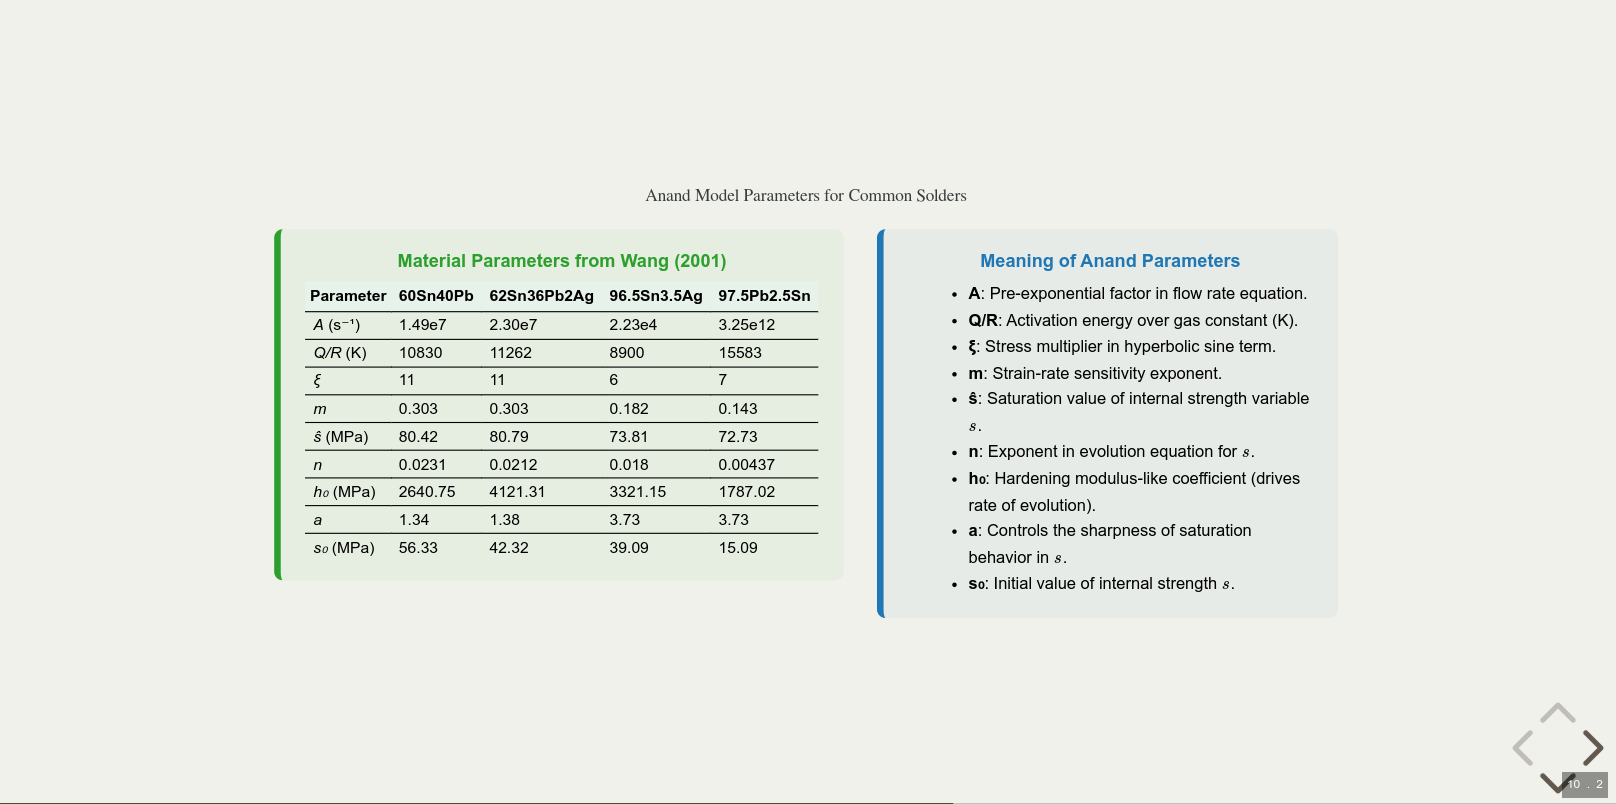 Anand Model Parameters for Common Solders
Material Parameters from Wang (2001)
Parameter 60Sn40Pb 62Sn36Pb2Ag 96.5Sn3.5Ag 97.5Pb2.5Sn
A (s⁻¹) 1.49e7 2.30e7 2.23e4 3.25e12
Q/R (K) 10830 11262 8900 15583
ξ 11 11 6 7
m 0.303 0.303 0.182 0.143
ŝ (MPa) 80.42 80.79 73.81 72.73
n 0.0231 0.0212 0.018 0.00437
h₀ (MPa) 2640.75 4121.31 3321.15 1787.02
a 1.34 1.38 3.73 3.73
s₀ (MPa) 56.33 42.32 39.09 15.09
Meaning of Anand Parameters
• A: Pre-exponential factor in flow rate equation.
• Q/R: Activation energy over gas constant (K).
• ξ: Stress multiplier in hyperbolic sine term.
• m: Strain-rate sensitivity exponent.
• ŝ: Saturation value of internal strength variable
s.
• n: Exponent in evolution equation for s.
• h₀: Hardening modulus-like coefficient (drives
rate of evolution).
• a: Controls the sharpness of saturation
behavior in s.
• s₀: Initial value of internal strength s.
10 . 2